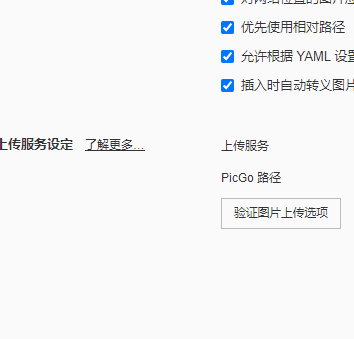 优先使用相对路径
允许根据 YAML 设置
插入时自动转义图片
上传服务设定 了解更多...
上传服务
PicGo 路径
验证图片上传选项